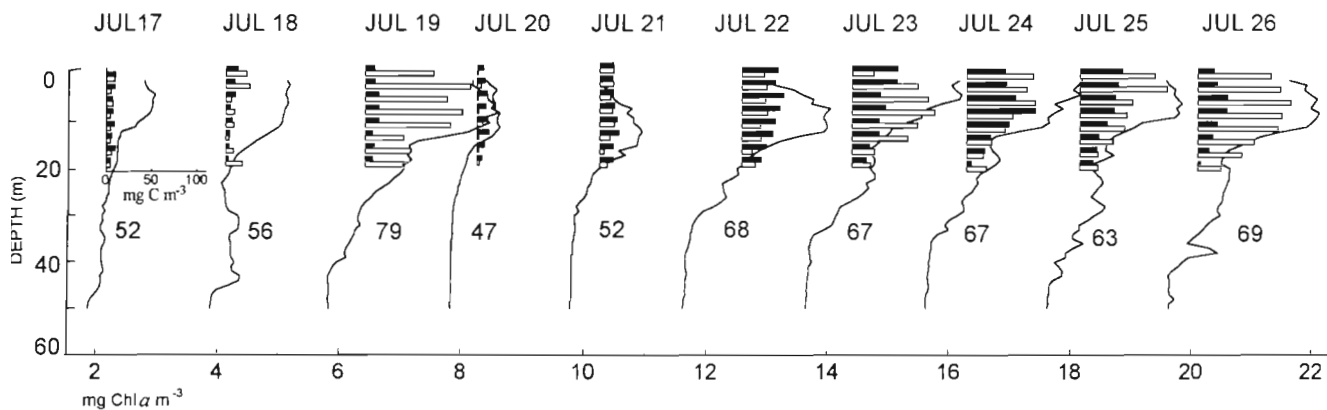 JUL17 JUL 18 JUL 19 JUL 20 JUL 21 JUL 22 JUL 23 JUL 24 JUL 25 JUL 26
0
20
40
60
DEPTH (m)
0 50 100
mg C m-3
52 56 79 47 52 68 67 67 63 69
2 4 6 8 10 12 14 16 18 20 22
mg Chl a m-3